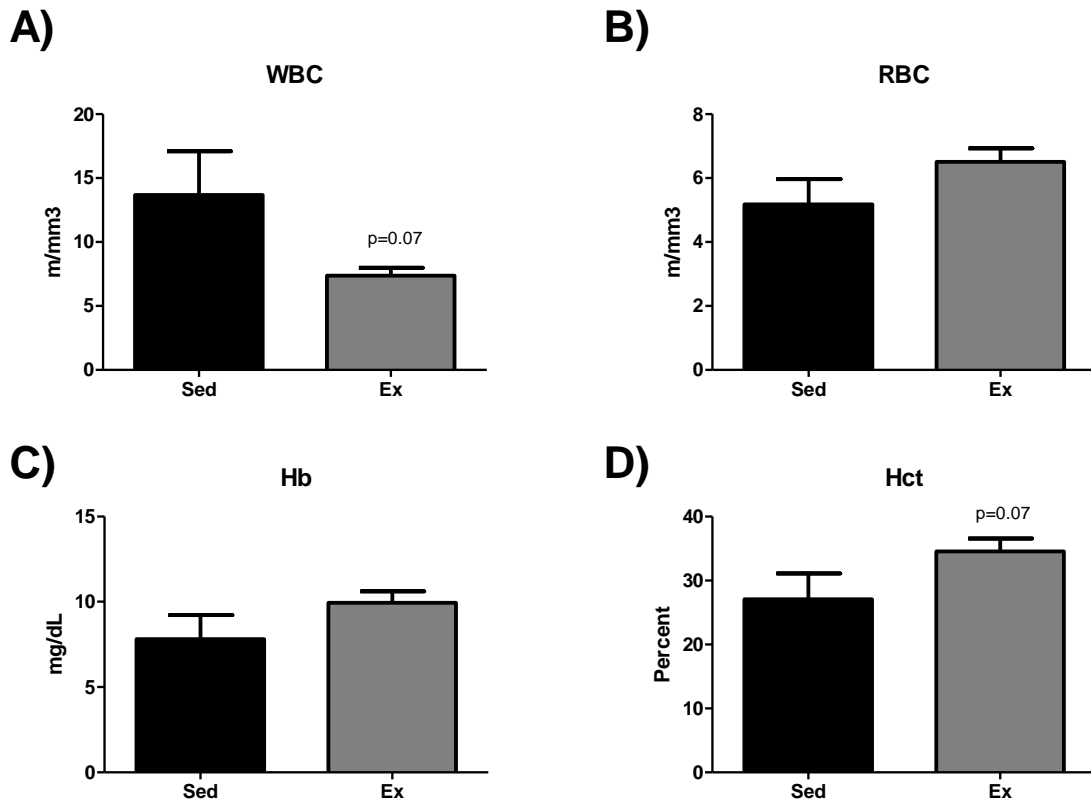 A)
WBC
20
15
10
5
0
m/mm3
p=0.07
Sed Ex
B)
RBC
8
6
4
2
0
m/mm3
Sed Ex
C)
Hb
15
10
5
0
mg/dL
Sed Ex
D)
Hct
40
30
20
10
0
Percent
p=0.07
Sed Ex